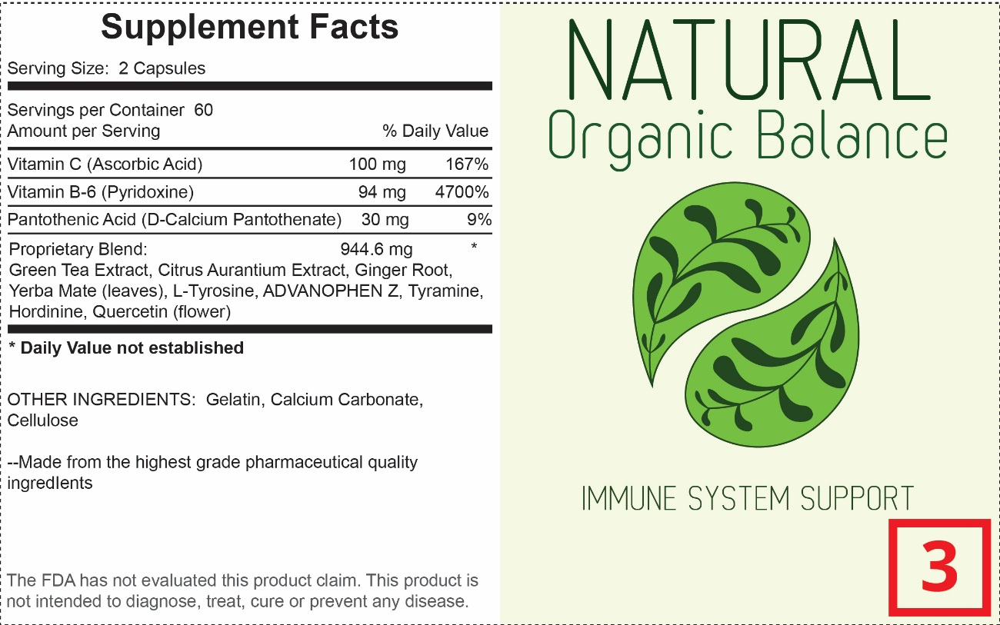 Supplement Facts
Serving Size: 2 Capsules
Servings per Container 60
Amount per Serving % Daily Value
Vitamin C (Ascorbic Acid) 100 mg 167%
Vitamin B-6 (Pyridoxine) 94 mg 4700%
Pantothenic Acid (D-Calcium Pantothenate) 30 mg 9%
Proprietary Blend: 944.6 mg *
Green Tea Extract, Citrus Aurantium Extract, Ginger Root,
Yerba Mate (leaves), L-Tyrosine, ADVANOPHEN Z, Tyramine,
Hordinine, Quercetin (flower)
* Daily Value not established
OTHER INGREDIENTS: Gelatin, Calcium Carbonate,
Cellulose
--Made from the highest grade pharmaceutical quality
ingredIents
The FDA has not evaluated this product claim. This product is
not intended to diagnose, treat, cure or prevent any disease.
NATURAL
Organic Balance
IMMUNE SYSTEM SUPPORT
3